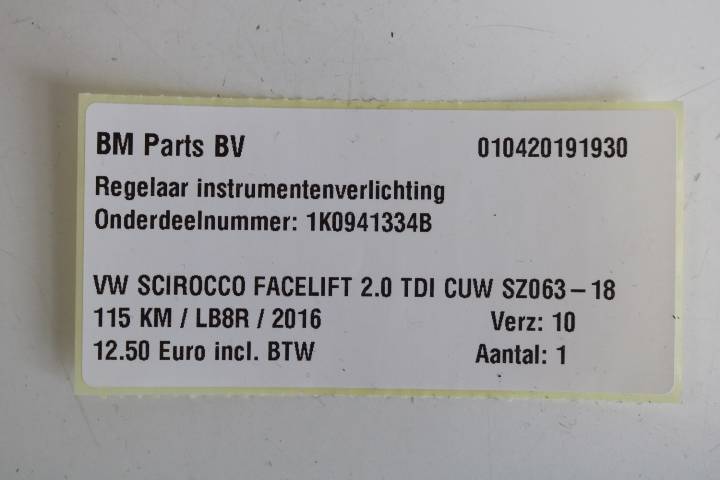 BM Parts BV 010420191930
Regelaar instrumentenverlichting
Onderdeelnummer: 1K0941334B
VW SCIROCCO FACELIFT 2.0 TDI CUW SZ063-18
115 KM / LB8R / 2016 Verz: 10
12.50 Euro incl. BTW Aantal: 1